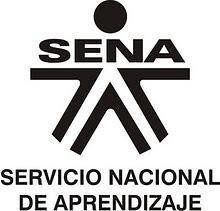 SENA
SERVICIO NACIONAL
DE APRENDIZAJE